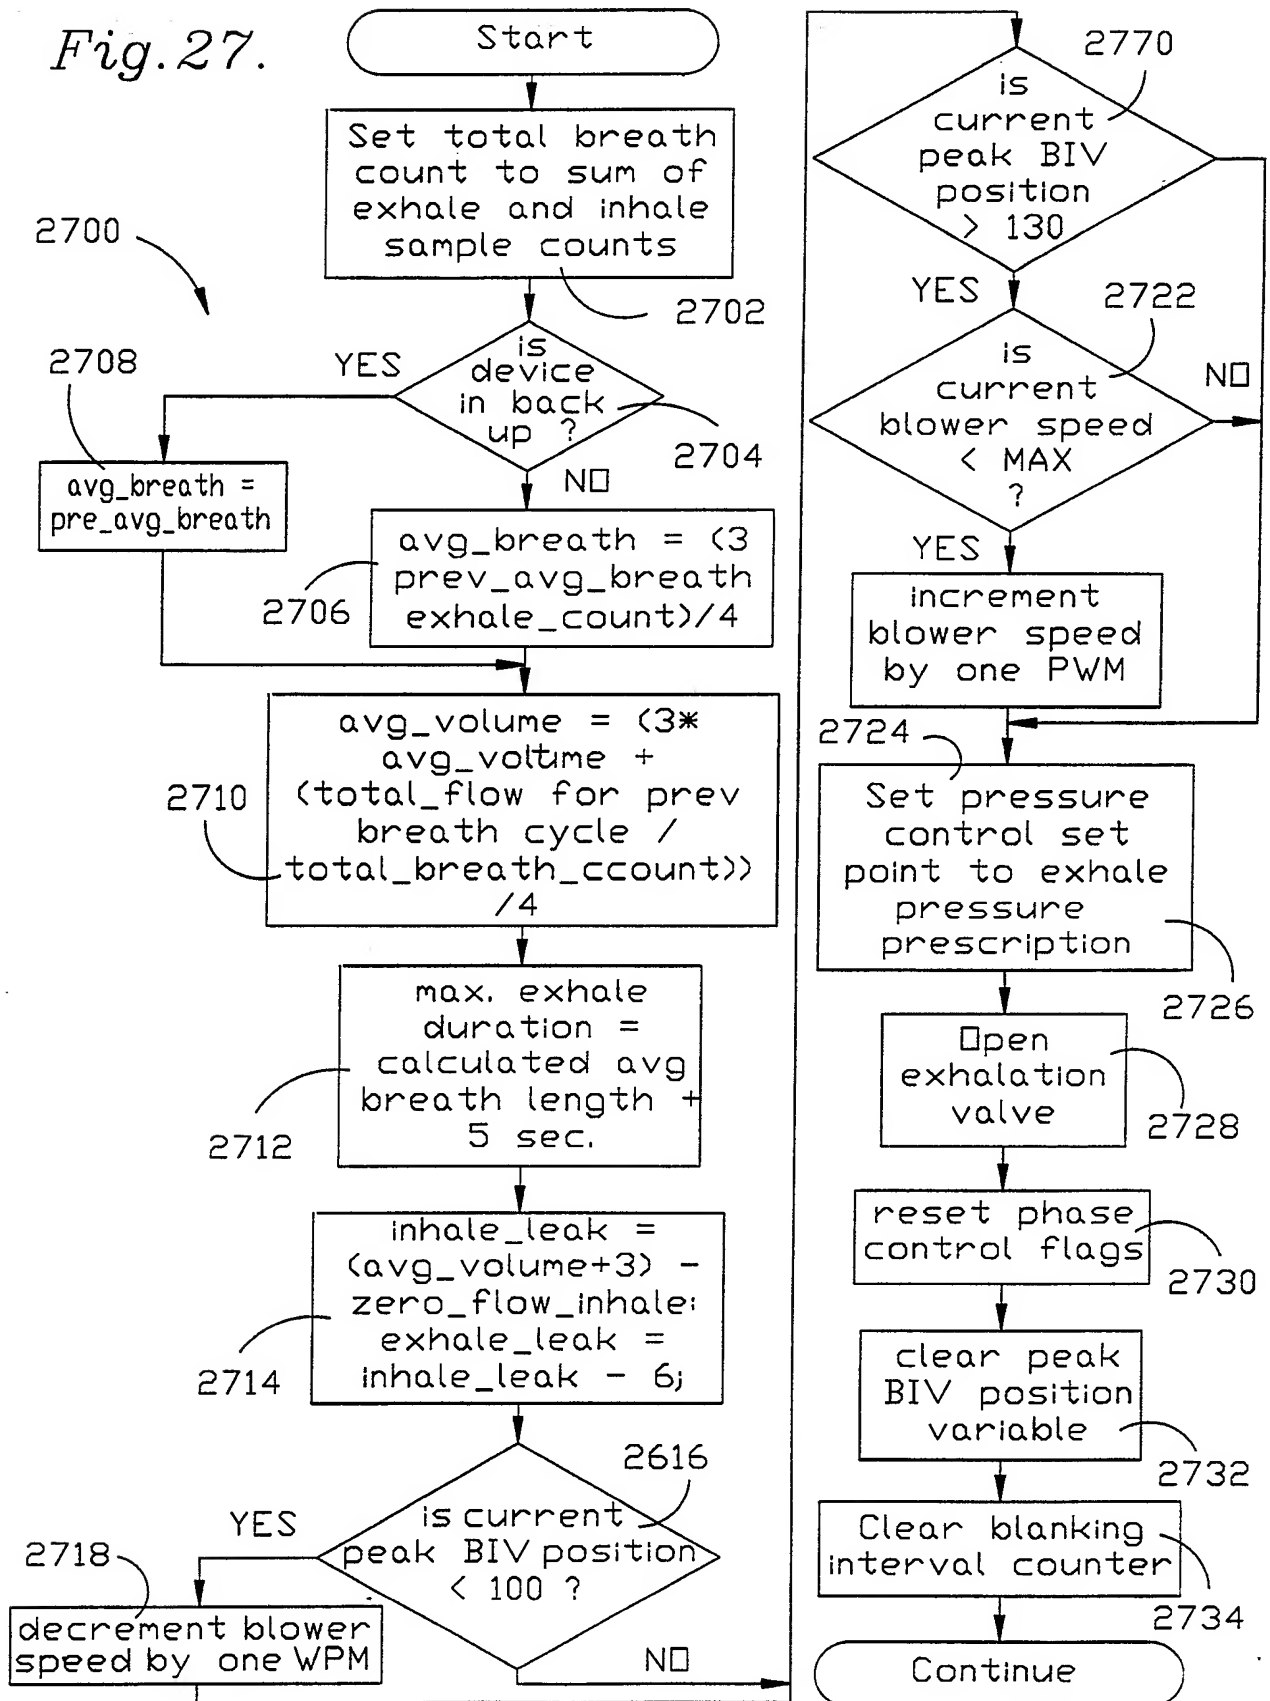 Fig.27.
Start
Set total breath
count to sum of
exhale and inhale
sample counts
2700
2702
2708
YES
is
device
in back
up ?
2704
NO
avg_breath =
pre_avg_breath
avg_breath = (3
prev_avg_breath
exhale_count)/4
2706
avg_volume = (3*
avg_voltime +
(total_flow for prev
breath cycle /
total_breath_ccount))
/4
2710
max. exhale
duration =
calculated avg
breath length +
5 sec.
2712
inhale_leak =
(avg_volume+3) -
zero_flow_inhale:
exhale_leak =
inhale_leak - 6;
2714
2616
YES
is current
peak BIV position
< 100 ?
2718
decrement blower
speed by one WPM
NO
2770
is
current
peak BIV
position
> 130
YES
2722
is
current
blower speed
< MAX
?
NO
YES
increment
blower speed
by one PWM
2724
Set pressure
control set
point to exhale
pressure
prescription
2726
Open
exhalation
valve
2728
reset phase
control flags
2730
clear peak
BIV position
variable
2732
Clear blanking
interval counter
2734
Continue